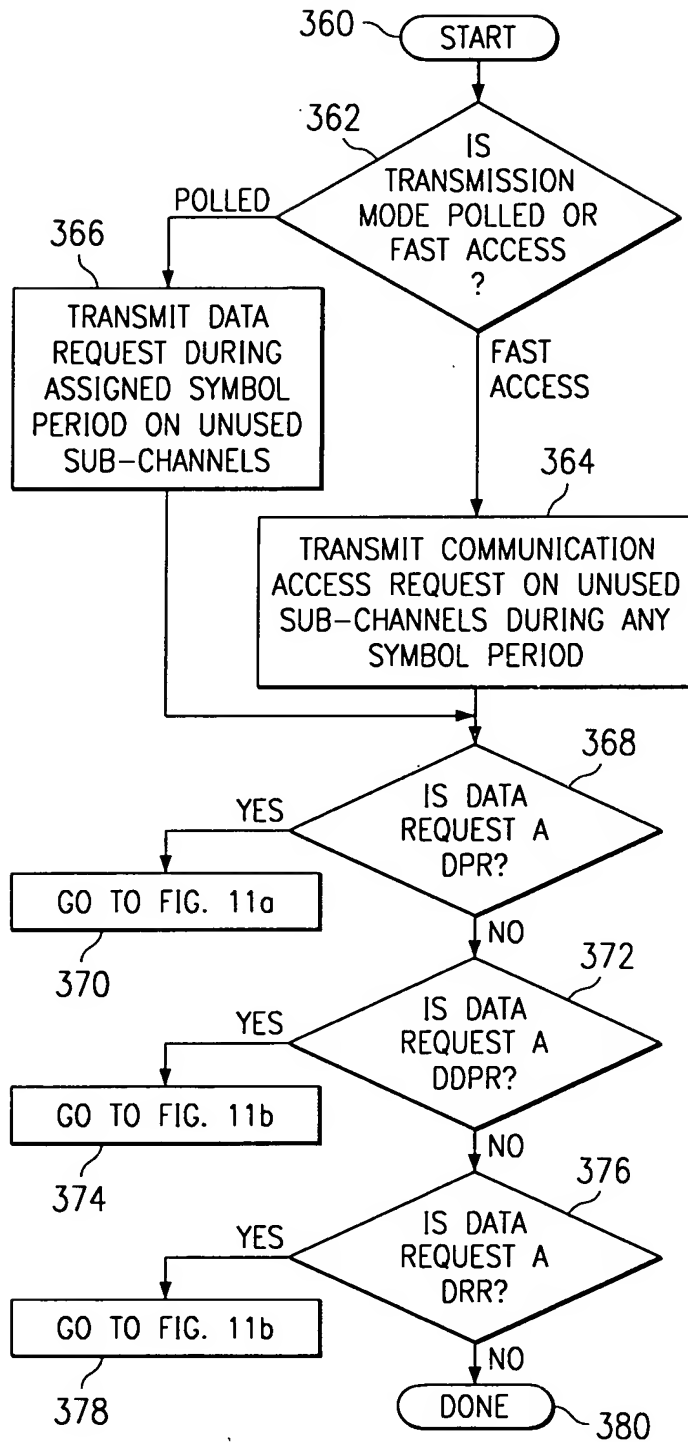 360
START
362
IS
TRANSMISSION
MODE POLLED OR
FAST ACCESS
?
POLLED
366
TRANSMIT DATA
REQUEST DURING
ASSIGNED SYMBOL
PERIOD ON UNUSED
SUB-CHANNELS
FAST
ACCESS
364
TRANSMIT COMMUNICATION
ACCESS REQUEST ON UNUSED
SUB-CHANNELS DURING ANY
SYMBOL PERIOD
368
IS DATA
REQUEST A
DPR?
YES
GO TO FIG. 11a
370
NO
372
IS DATA
REQUEST A
DDPR?
YES
GO TO FIG. 11b
374
NO
376
IS DATA
REQUEST A
DRR?
YES
GO TO FIG. 11b
378
NO
DONE
380